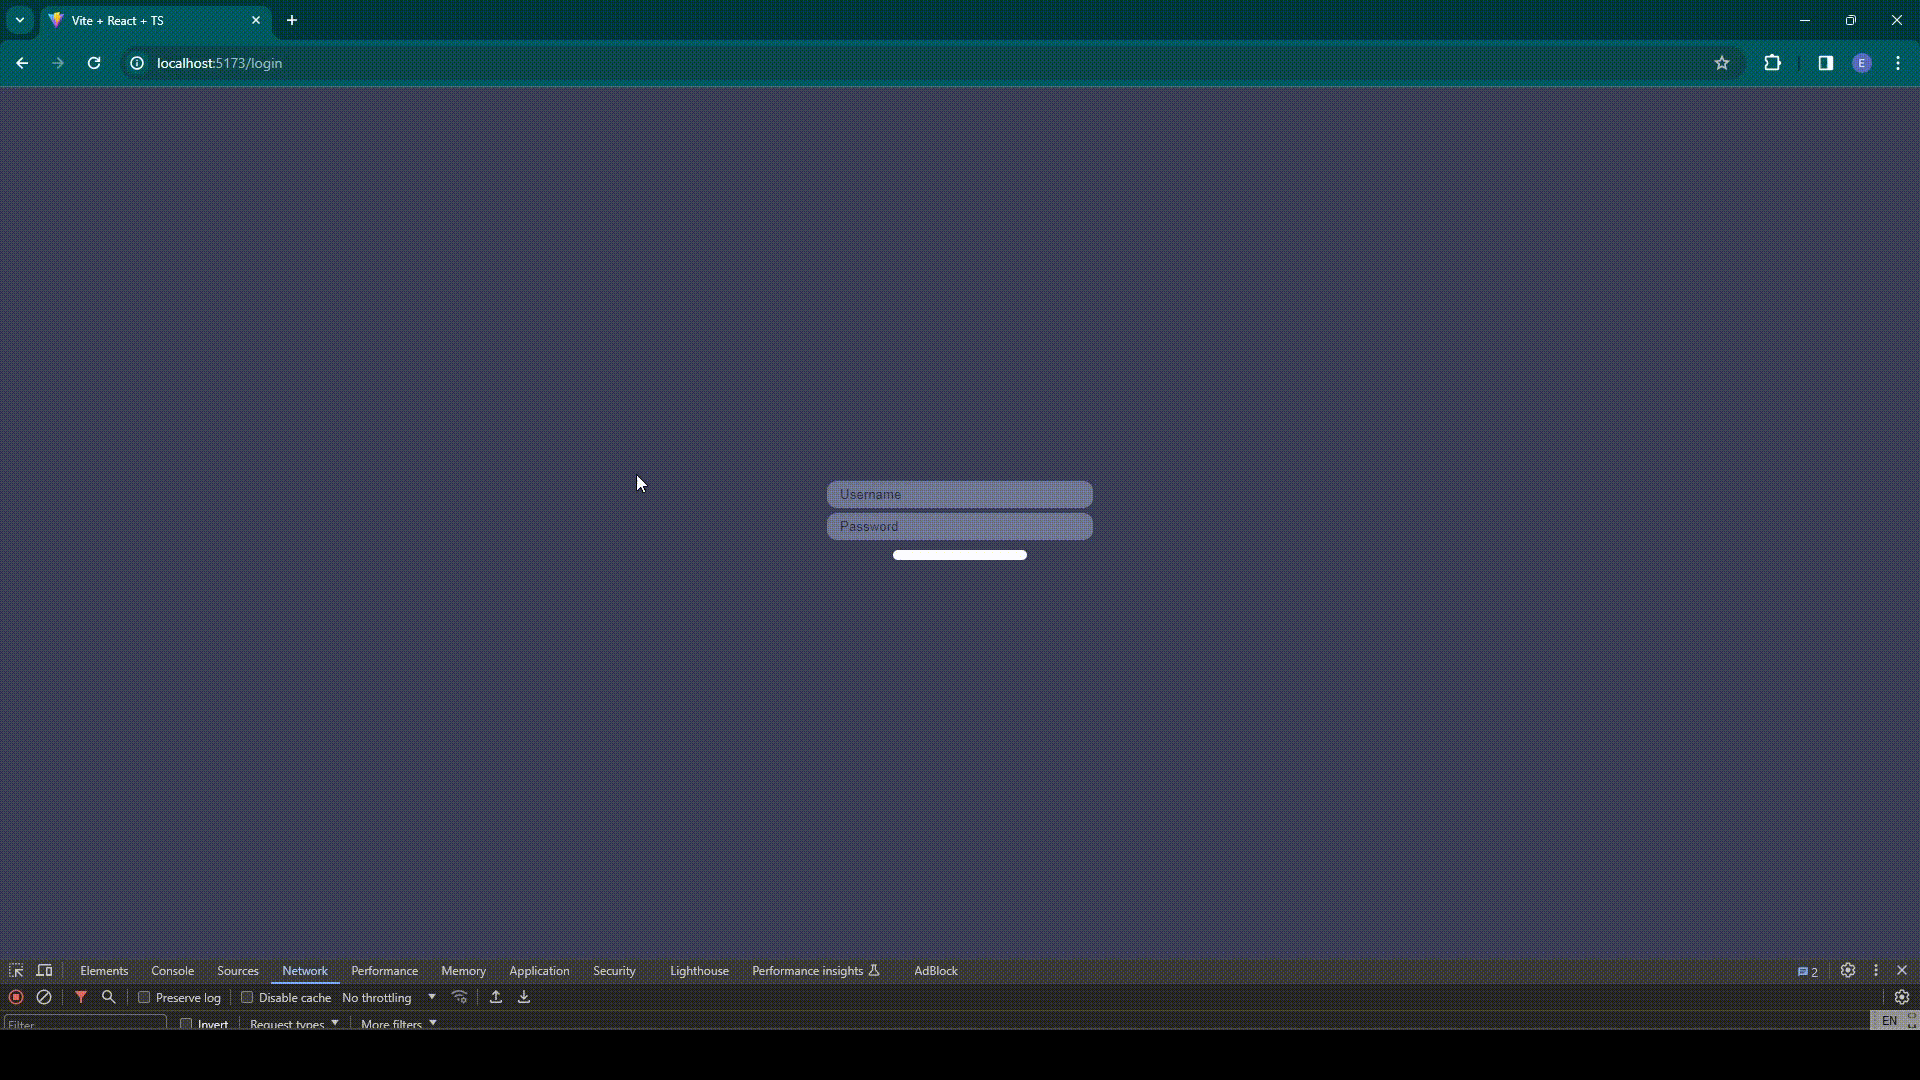 Vite + React + TS
localhost:5173/login
E
Username
Password
Elements Console Sources Network Performance Memory Application Security Lighthouse Performance insights AdBlock 2
Preserve log Disable cache No throttling
Filter Invert Request types More filters EN